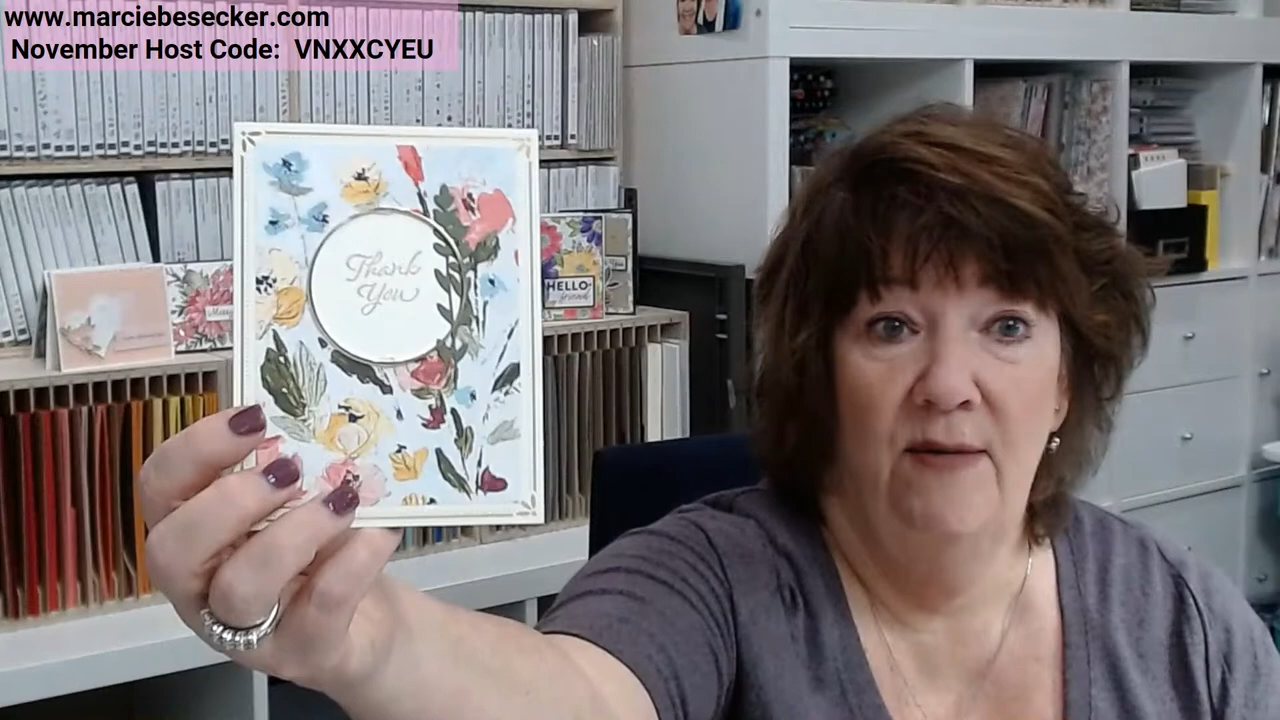 www.marciebesecker.com
November Host Code: VNXXCYEU
Thank
You
HELLO
friend